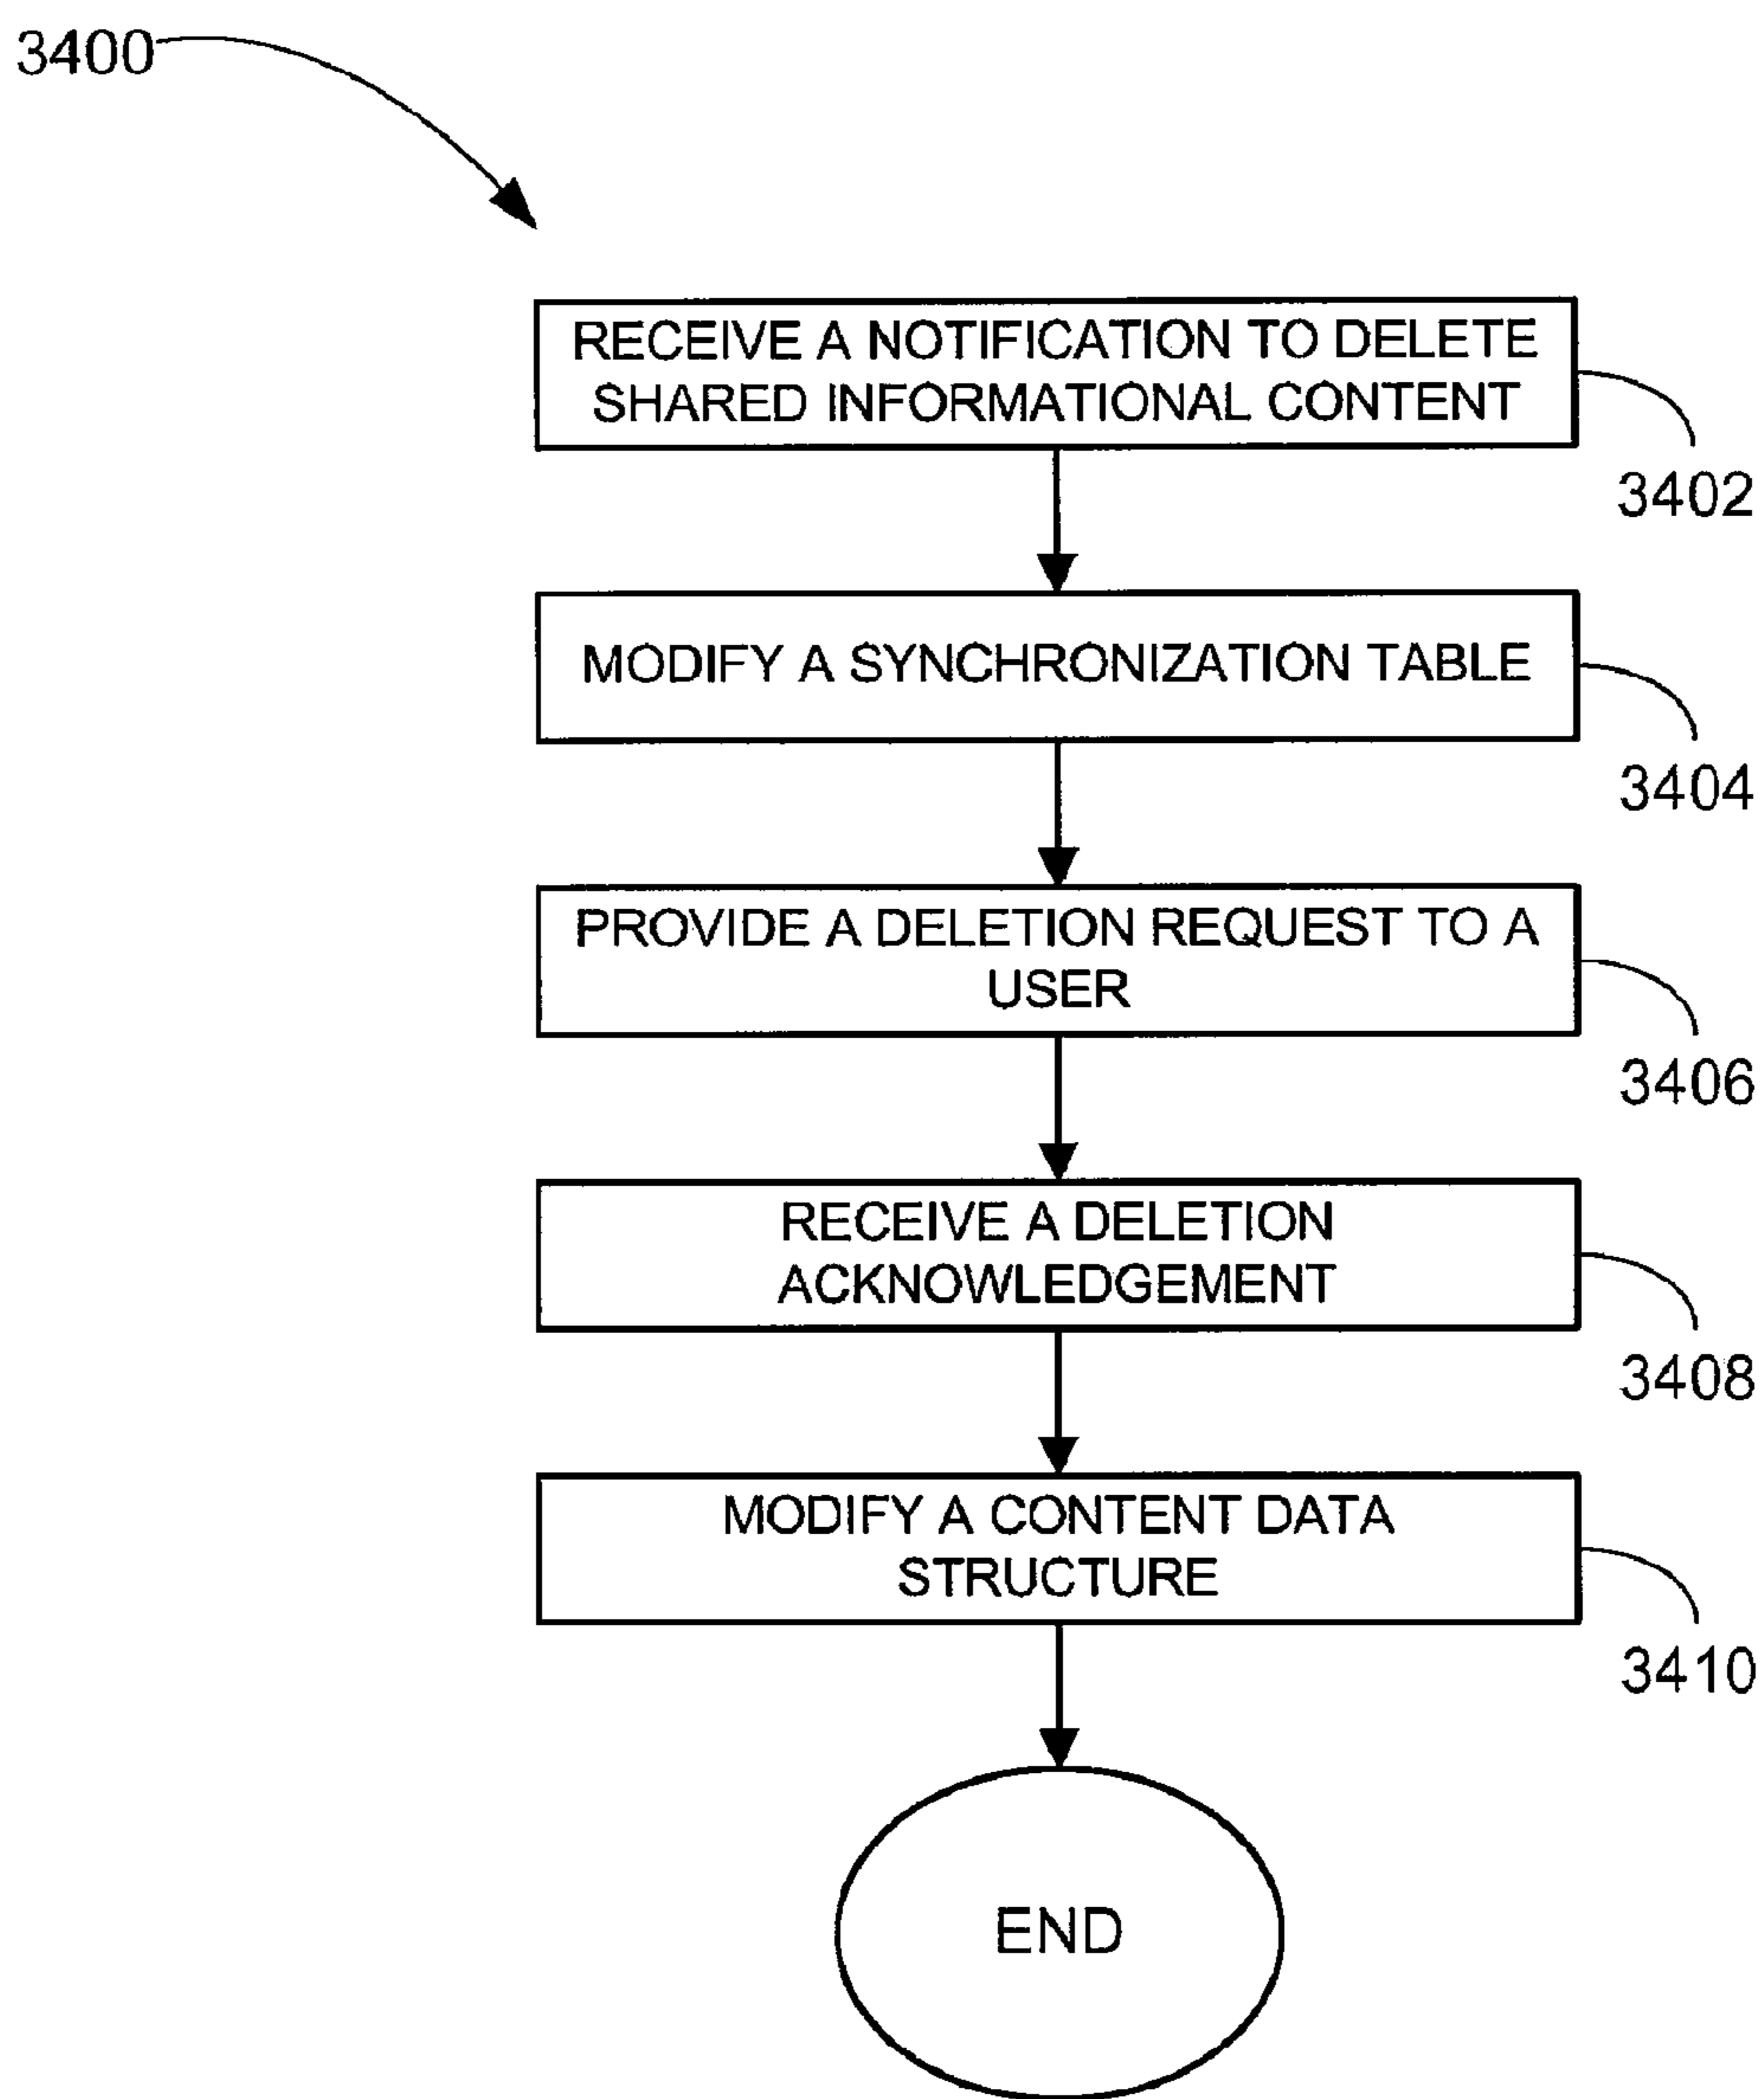 3400
RECEIVE A NOTIFICATION TO DELETE
SHARED INFORMATIONAL CONTENT
3402
MODIFY A SYNCHRONIZATION TABLE
3404
PROVIDE A DELETION REQUEST TO A
USER
3406
RECEIVE A DELETION
ACKNOWLEDGEMENT
3408
MODIFY A CONTENT DATA
STRUCTURE
3410
END